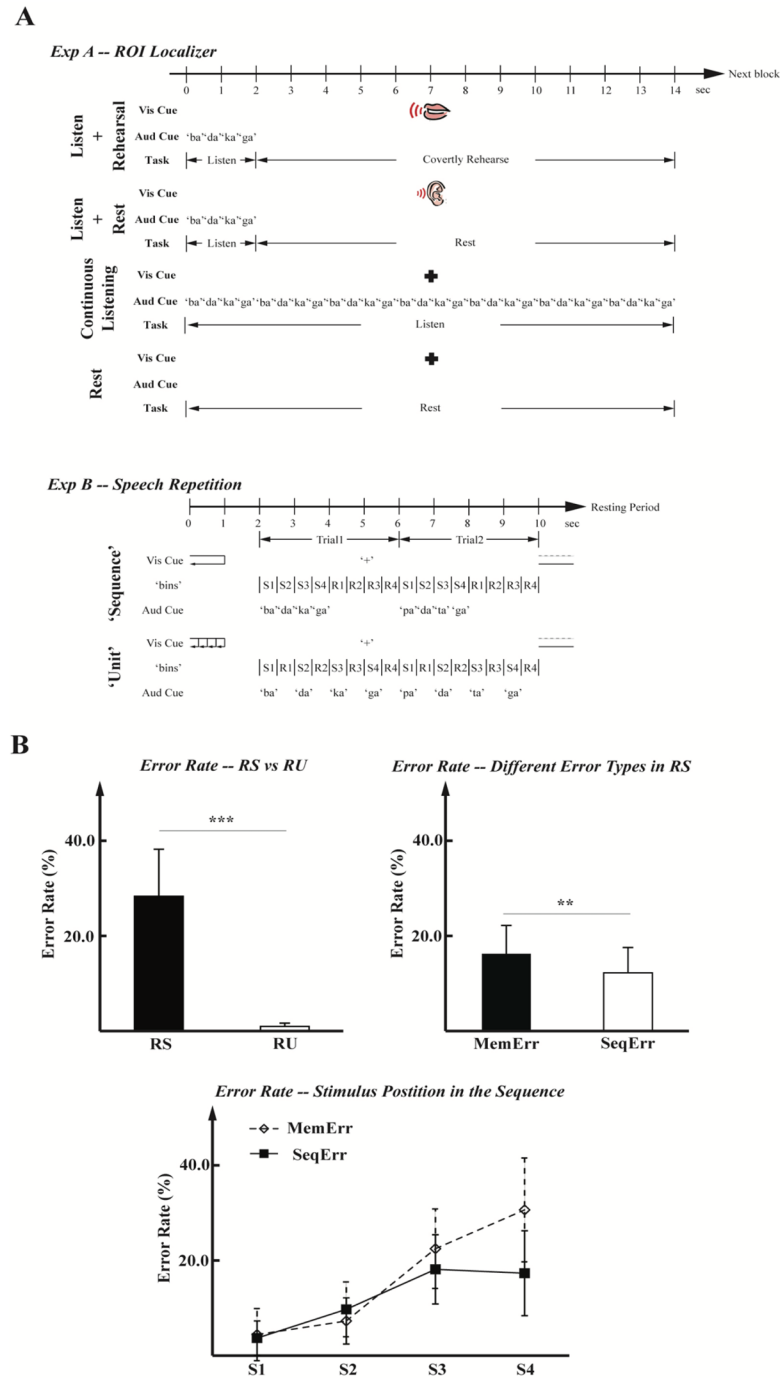 A
Exp A -- ROI Localizer
0 1 2 3 4 5 6 7 8 9 10 11 12 13 14 sec Next block
Listen + Rehearsal
Vis Cue
Aud Cue ‘ba’‘da’‘ka’‘ga’
Task Listen Covertly Rehearse
Listen + Rest
Vis Cue
Aud Cue ‘ba’‘da’‘ka’‘ga’
Task Listen Rest
Continuous Listening
Vis Cue
Aud Cue ‘ba’‘da’‘ka’‘ga’‘ba’‘da’‘ka’‘ga’‘ba’‘da’‘ka’‘ga’‘ba’‘da’‘ka’‘ga’‘ba’‘da’‘ka’‘ga’‘ba’‘da’‘ka’‘ga’‘ba’‘da’‘ka’‘ga’
Task Listen
Rest
Vis Cue
Aud Cue
Task Rest
Exp B -- Speech Repetition
0 1 2 3 4 5 6 7 8 9 10 sec Resting Period
Trial1 Trial2
‘Sequence’
Vis Cue ‘+’
‘bins’ S1 S2 S3 S4 R1 R2 R3 R4 S1 S2 S3 S4 R1 R2 R3 R4
Aud Cue ‘ba’‘da’‘ka’‘ga’ ‘pa’‘da’‘ta’ ‘ga’
‘Unit’
Vis Cue ‘+’
‘bins’ S1 R1 S2 R2 S3 R3 S4 R4 S1 R1 S2 R2 S3 R3 S4 R4
Aud Cue ‘ba’ ‘da’ ‘ka’ ‘ga’ ‘pa’ ‘da’ ‘ta’ ‘ga’
B
Error Rate -- RS vs RU
Error Rate (%)
40.0
20.0
***
RS RU
Error Rate -- Different Error Types in RS
Error Rate (%)
40.0
20.0
**
MemErr SeqErr
Error Rate -- Stimulus Postition in the Sequence
Error Rate (%)
40.0
20.0
MemErr
SeqErr
S1 S2 S3 S4